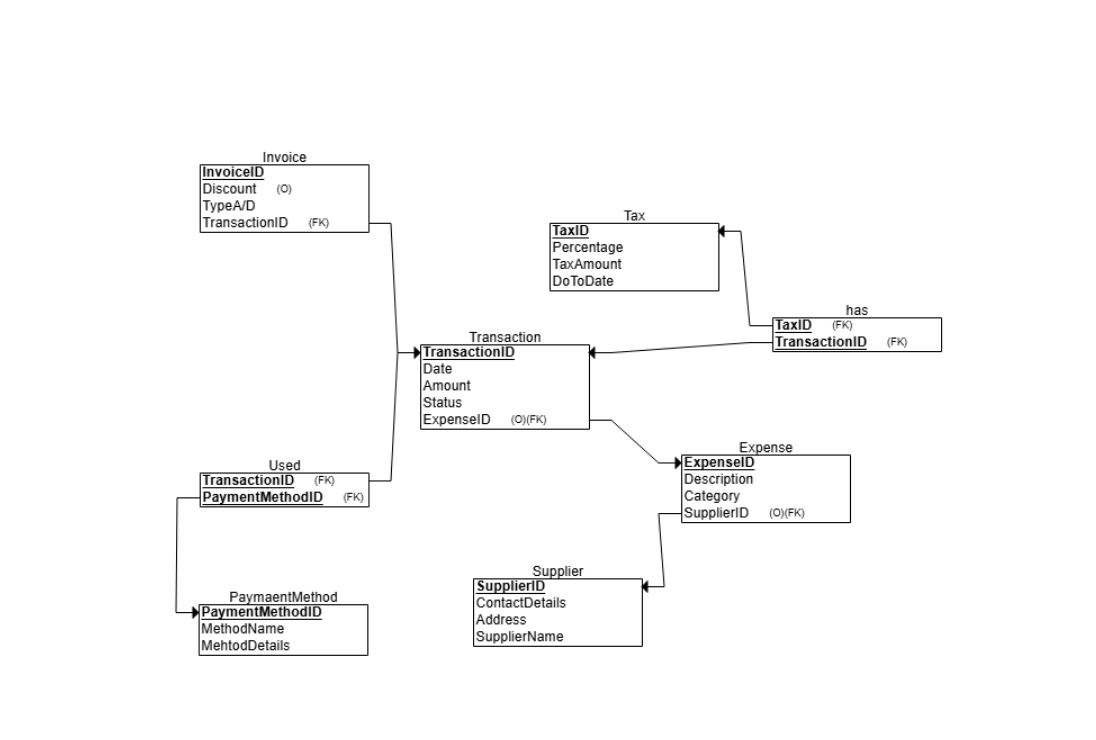 Invoice
InvoiceID
Discount (O)
TypeA/D
TransactionID (FK)
Tax
TaxID
Percentage
TaxAmount
DoToDate
has
TaxID (FK)
TransactionID (FK)
Transaction
TransactionID
Date
Amount
Status
ExpenseID (O)(FK)
Expense
ExpenseID
Description
Category
SupplierID (O)(FK)
Used
TransactionID (FK)
PaymentMethodID (FK)
Supplier
SupplierID
ContactDetails
Address
SupplierName
PaymaentMethod
PaymentMethodID
MethodName
MehtodDetails